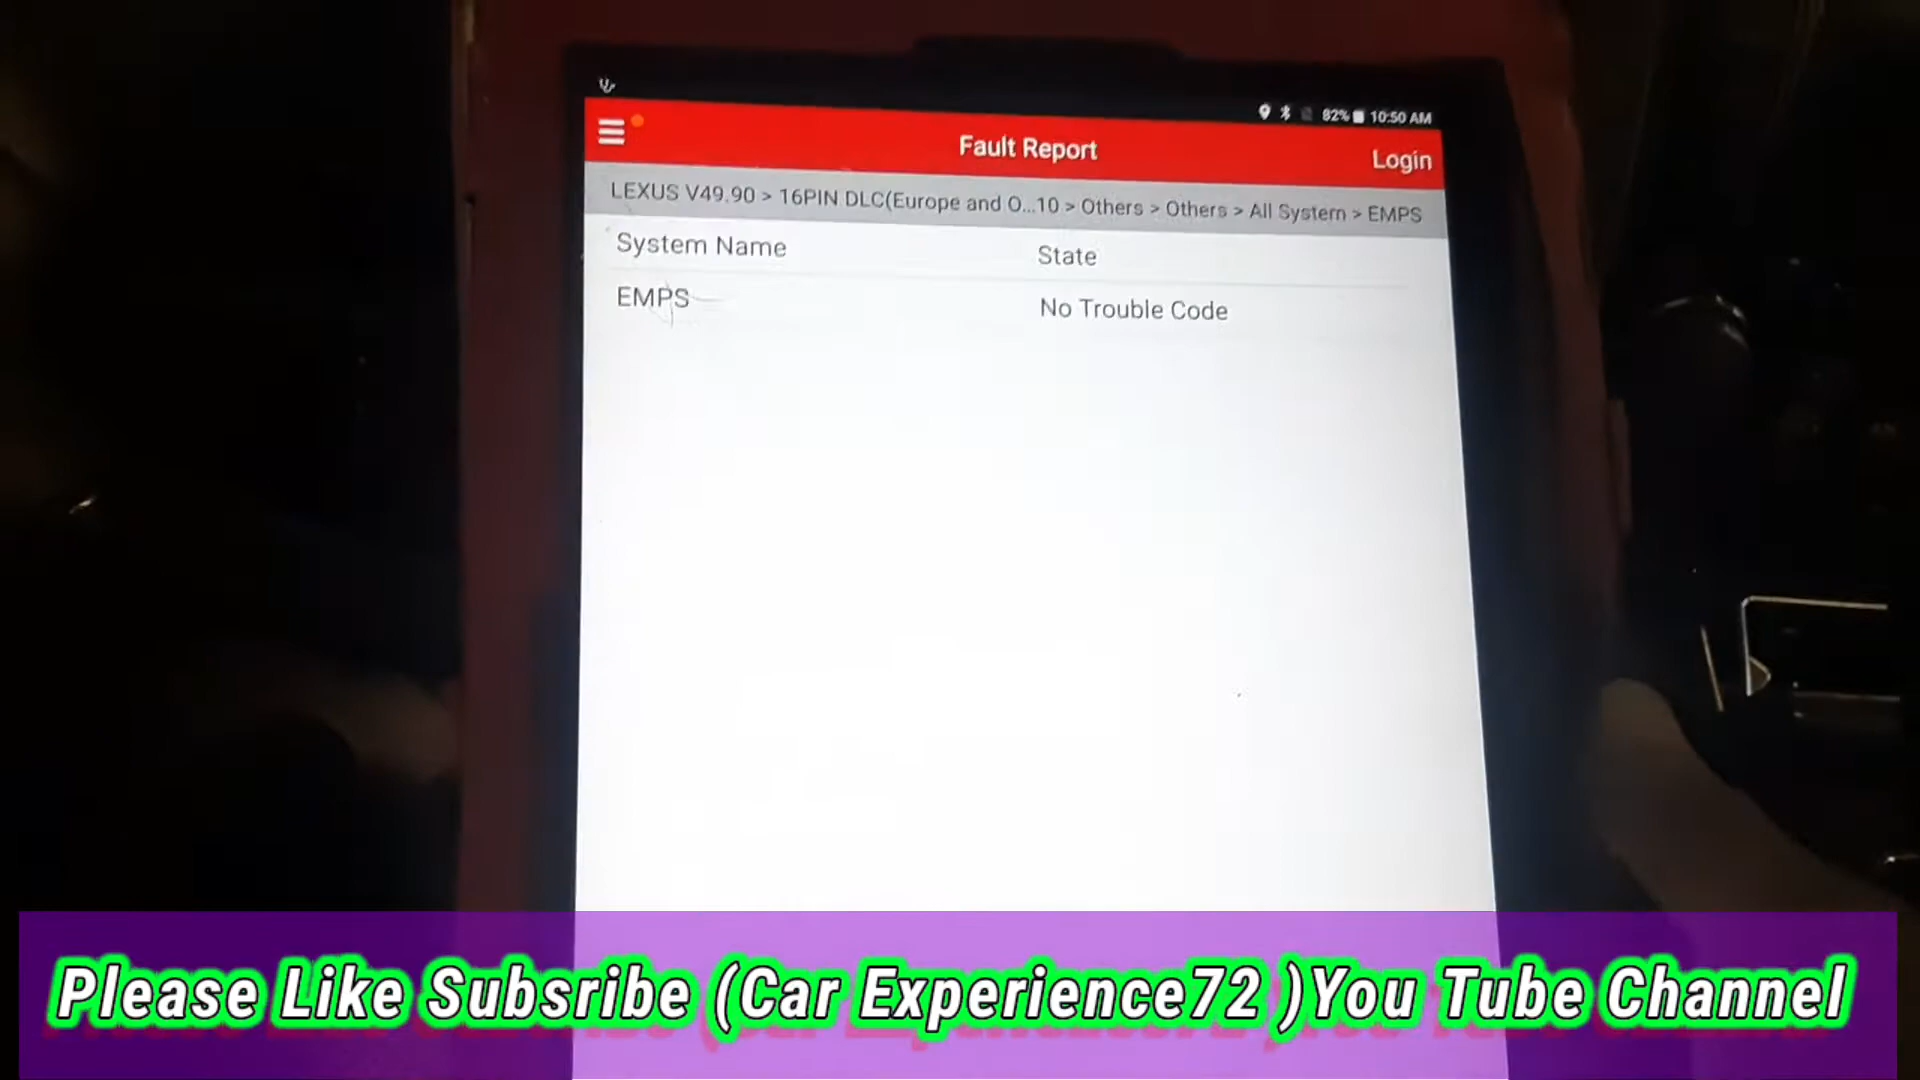 82% 10:50 AM
Fault Report
Login
LEXUS V49.90 > 16PIN DLC(Europe and O...10 > Others > Others > All System > EMPS
System Name State
EMPS No Trouble Code
Please Like Subsribe (Car Experience72 )You Tube Channel